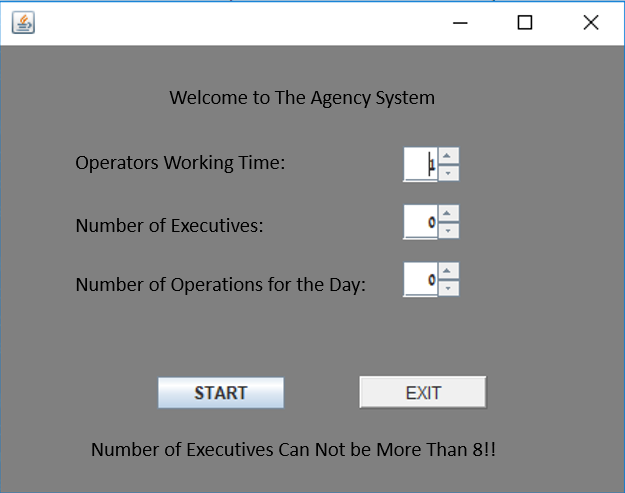 Welcome to The Agency System
Operators Working Time: 1
Number of Executives: 0
Number of Operations for the Day: 0
START EXIT
Number of Executives Can Not be More Than 8!!